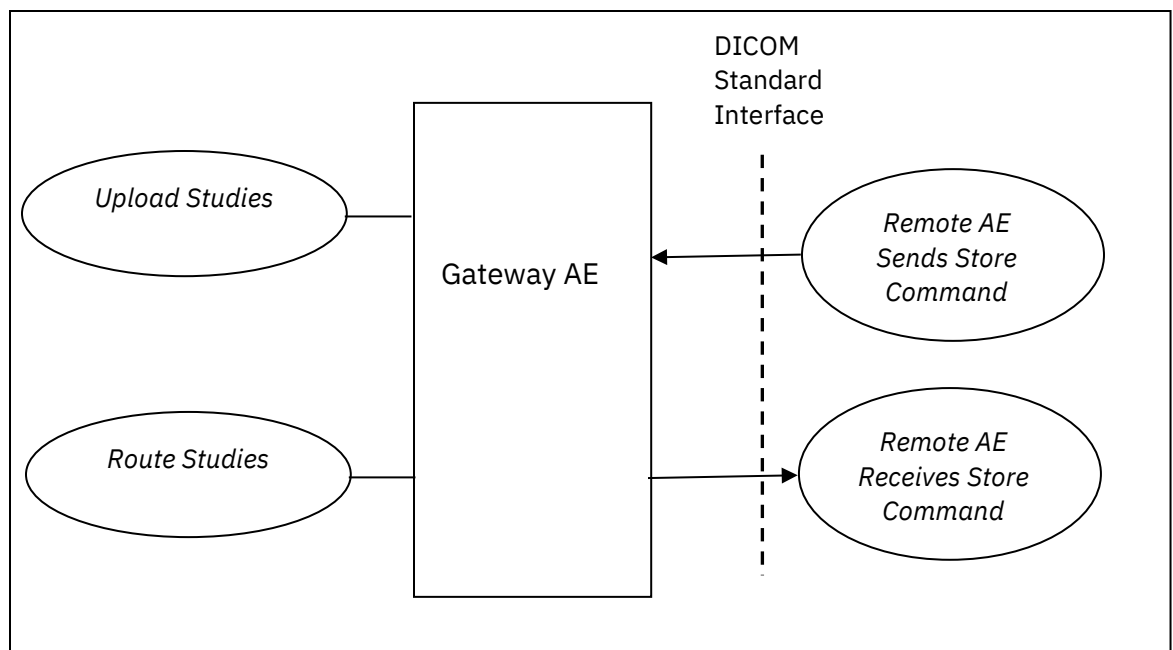 DICOM
Standard
Interface
Upload Studies
Gateway AE
Remote AE
Sends Store
Command
Route Studies
Remote AE
Receives Store
Command